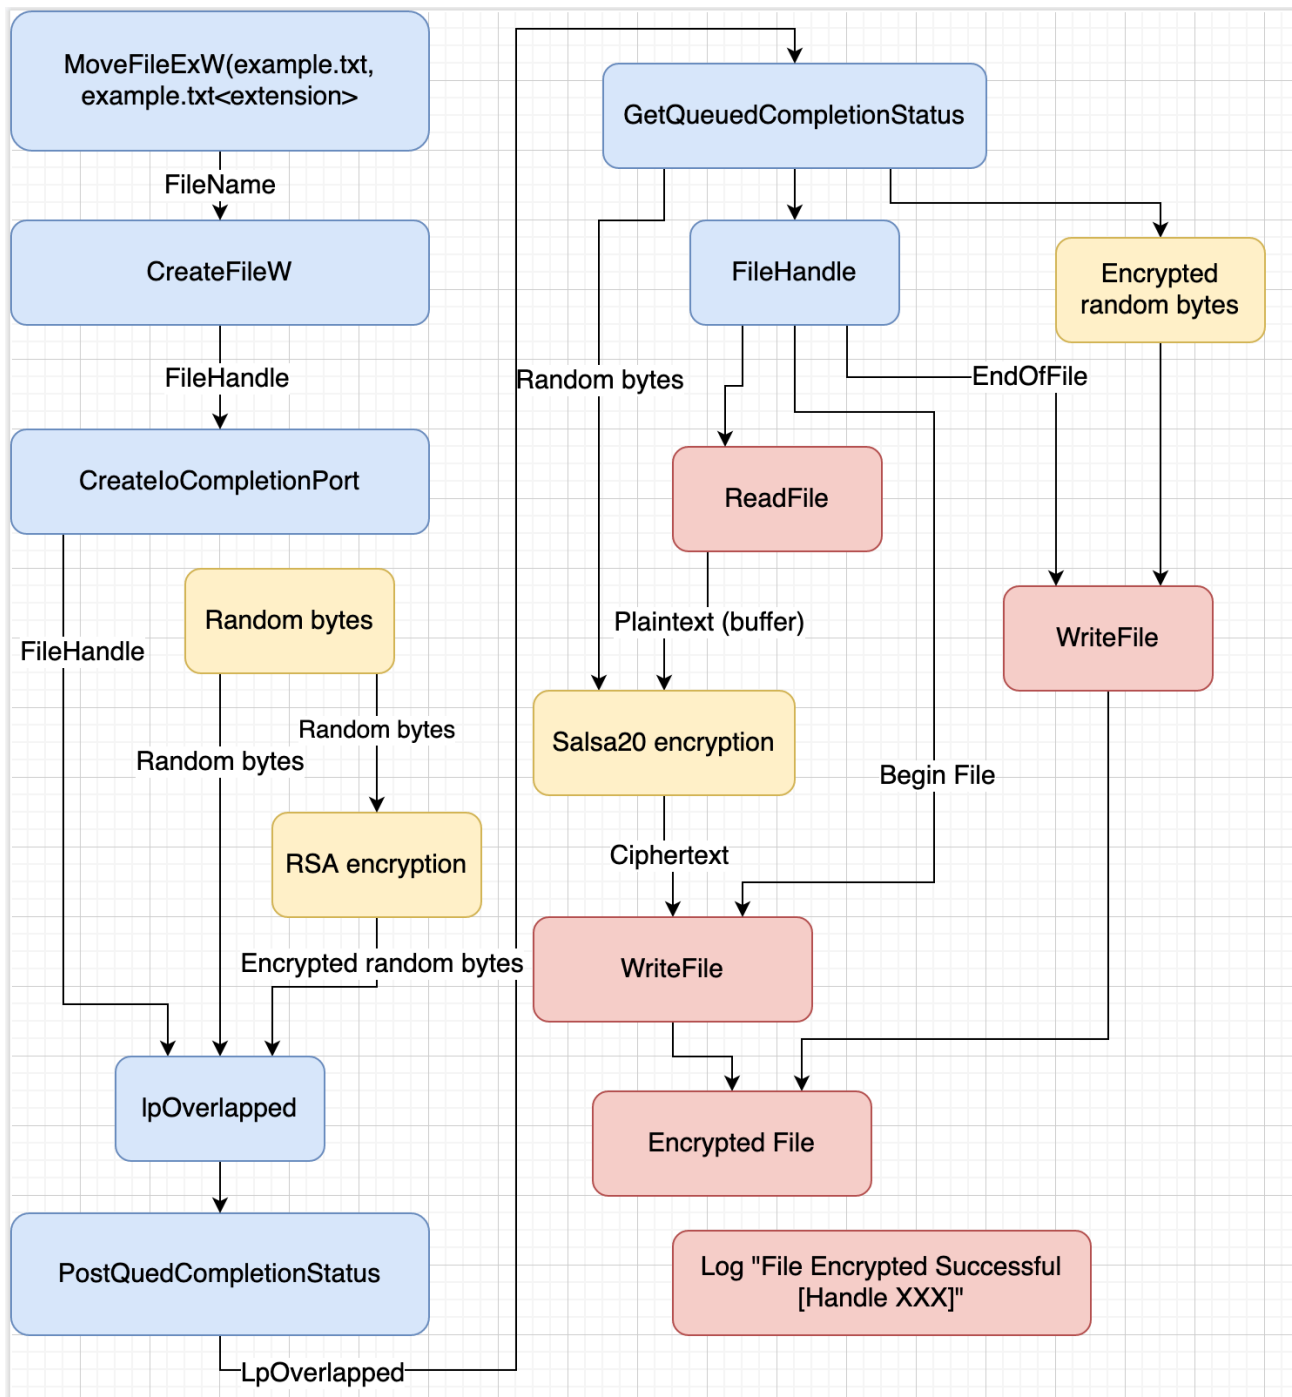 MoveFileExW(example.txt,
example.txt<extension>
FileName
CreateFileW
FileHandle
CreateIoCompletionPort
FileHandle
Random bytes
Random bytes
Random bytes
RSA encryption
Encrypted random bytes
lpOverlapped
PostQuedCompletionStatus
LpOverlapped
GetQueuedCompletionStatus
FileHandle
Encrypted
random bytes
Random bytes
EndOfFile
ReadFile
Plaintext (buffer)
WriteFile
Salsa20 encryption
Begin File
Ciphertext
WriteFile
Encrypted File
Log "File Encrypted Successful
[Handle XXX]"